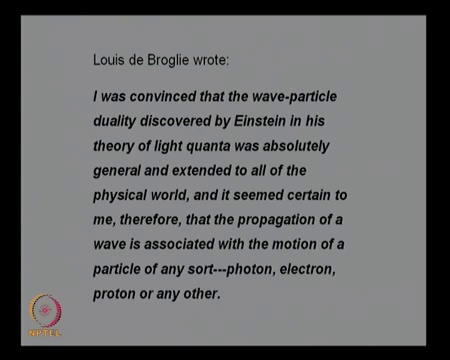 Louis de Broglie wrote:
I was convinced that the wave-particle
duality discovered by Einstein in his
theory of light quanta was absolutely
general and extended to all of the
physical world, and it seemed certain to
me, therefore, that the propagation of a
wave is associated with the motion of a
particle of any sort---photon, electron,
proton or any other.
NPTEL